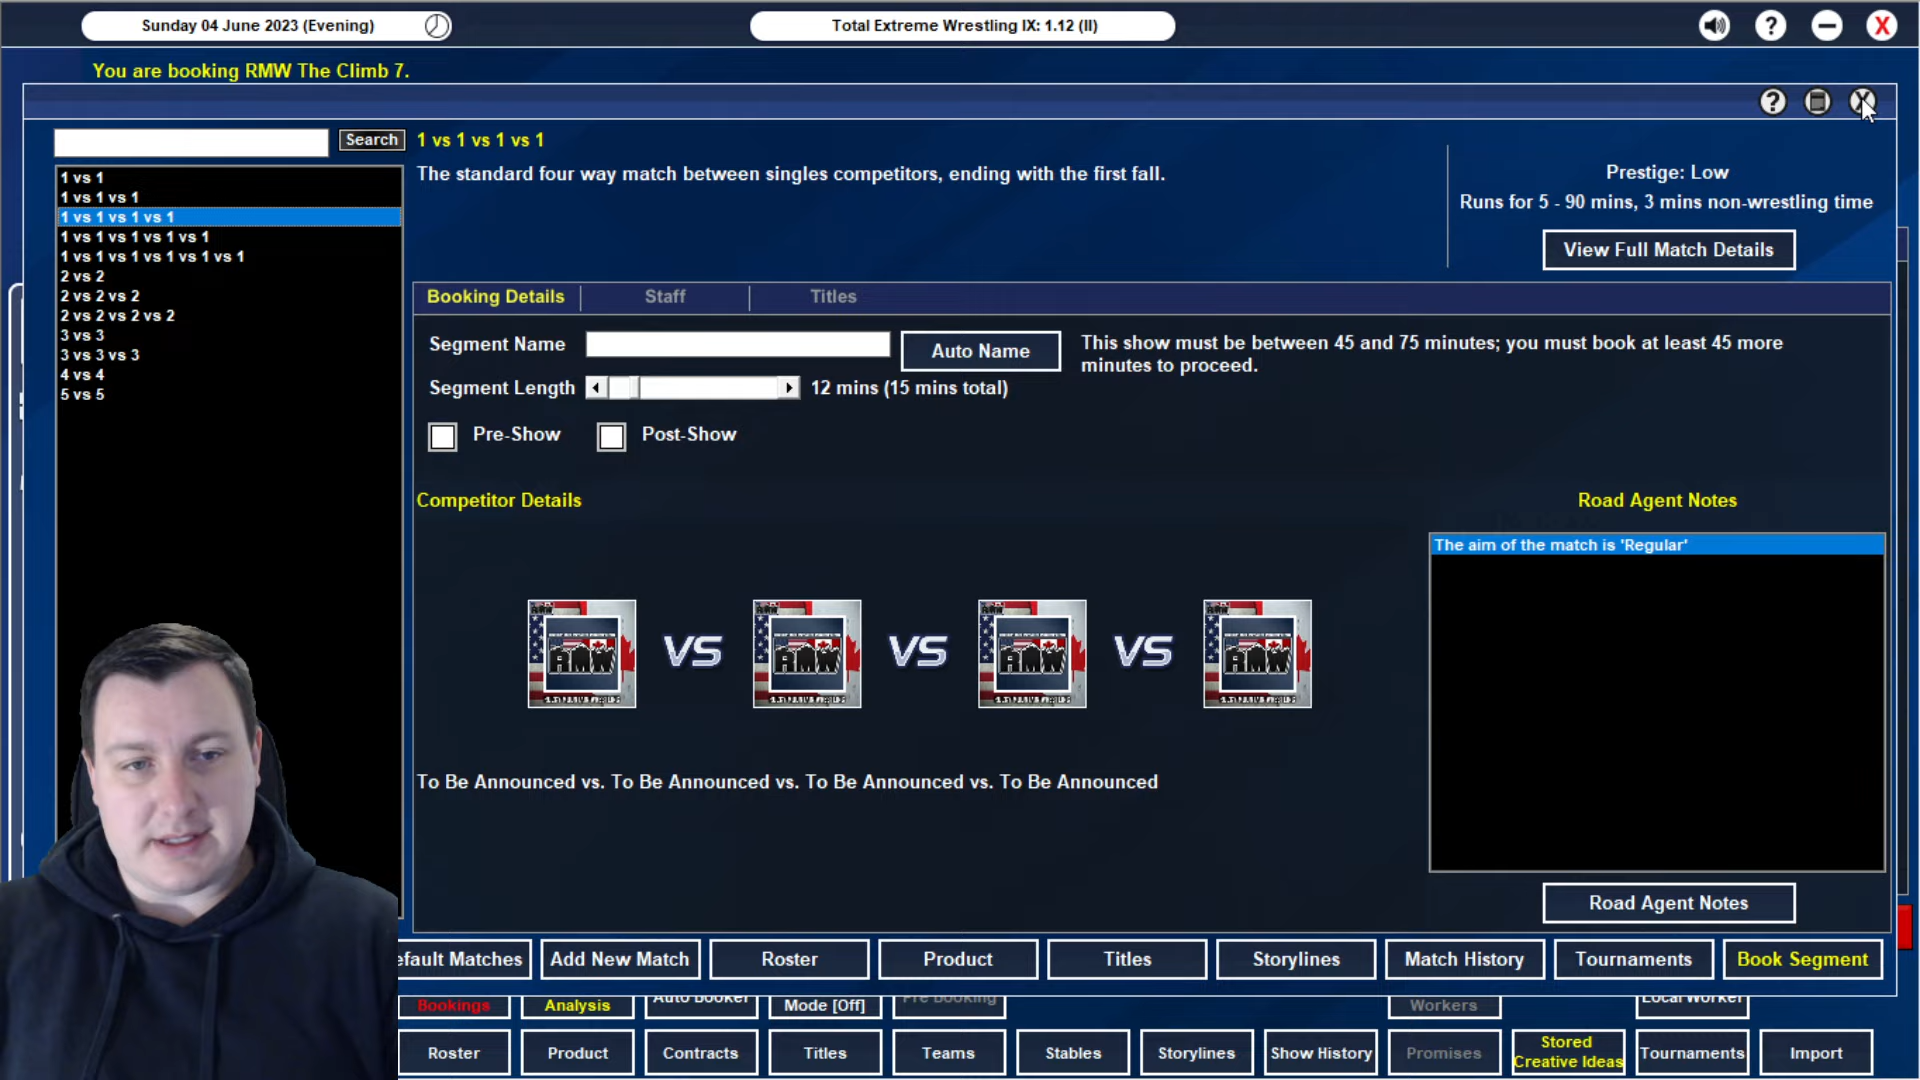 Sunday 04 June 2023 (Evening)
Total Extreme Wrestling IX: 1.12 (II)
?
X
You are booking RMW The Climb 7.
?
X
Search
1 vs 1
1 vs 1 vs 1
1 vs 1 vs 1 vs 1
1 vs 1 vs 1 vs 1 vs 1
1 vs 1 vs 1 vs 1 vs 1 vs 1
2 vs 2
2 vs 2 vs 2
2 vs 2 vs 2 vs 2
3 vs 3
3 vs 3 vs 3
4 vs 4
5 vs 5
1 vs 1 vs 1 vs 1
The standard four way match between singles competitors, ending with the first fall.
Prestige: Low
Runs for 5 - 90 mins, 3 mins non-wrestling time
View Full Match Details
Booking Details
Staff
Titles
Segment Name
Auto Name
This show must be between 45 and 75 minutes; you must book at least 45 more
minutes to proceed.
Segment Length
12 mins (15 mins total)
Pre-Show
Post-Show
Competitor Details
Road Agent Notes
The aim of the match is 'Regular'
VS
VS
VS
To Be Announced vs. To Be Announced vs. To Be Announced vs. To Be Announced
Road Agent Notes
efault Matches
Add New Match
Roster
Product
Titles
Storylines
Match History
Tournaments
Book Segment
Bookings
Analysis
Auto Booker
Mode [Off]
Pre Booking
Workers
Local Worker
Roster
Product
Contracts
Titles
Teams
Stables
Storylines
Show History
Promises
Stored
Creative Ideas
Tournaments
Import